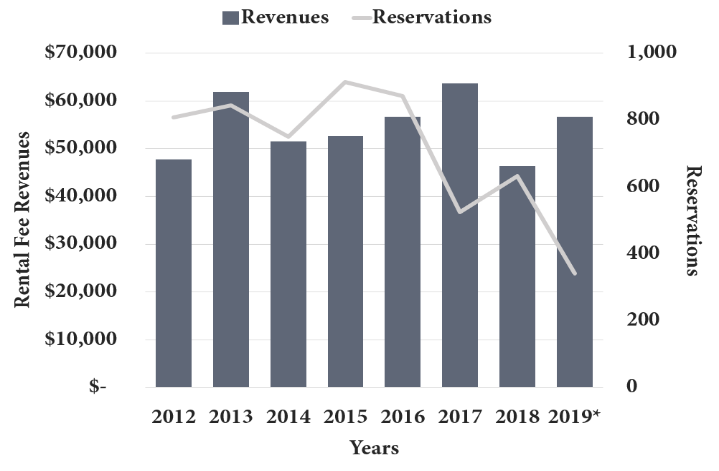 Revenues Reservations
$70,000
$60,000
$50,000
$40,000
$30,000
$20,000
$10,000
$-
Rental Fee Revenues
1,000
800
600
400
200
0
Reservations
2012 2013 2014 2015 2016 2017 2018 2019*
Years